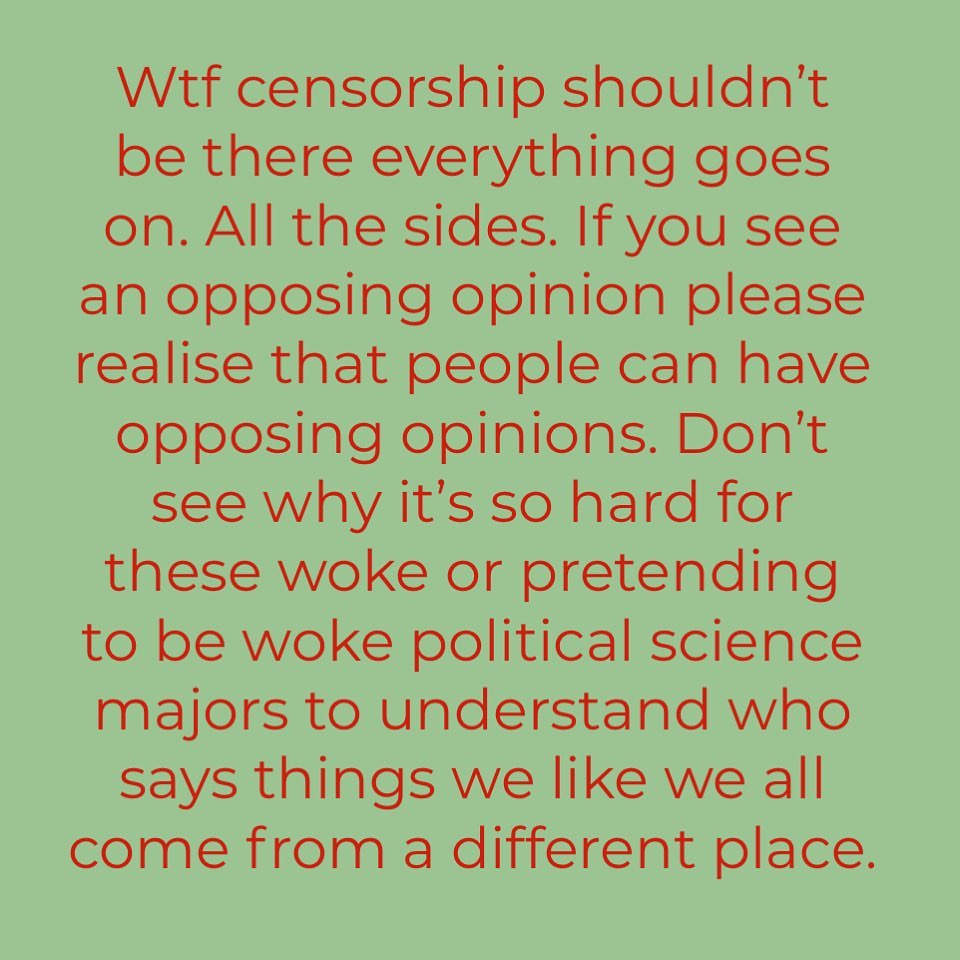 Wtf censorship shouldn’t
be there everything goes
on. All the sides. If you see
an opposing opinion please
realise that people can have
opposing opinions. Don’t
see why it’s so hard for
these woke or pretending
to be woke political science
majors to understand who
says things we like we all
come from a different place.